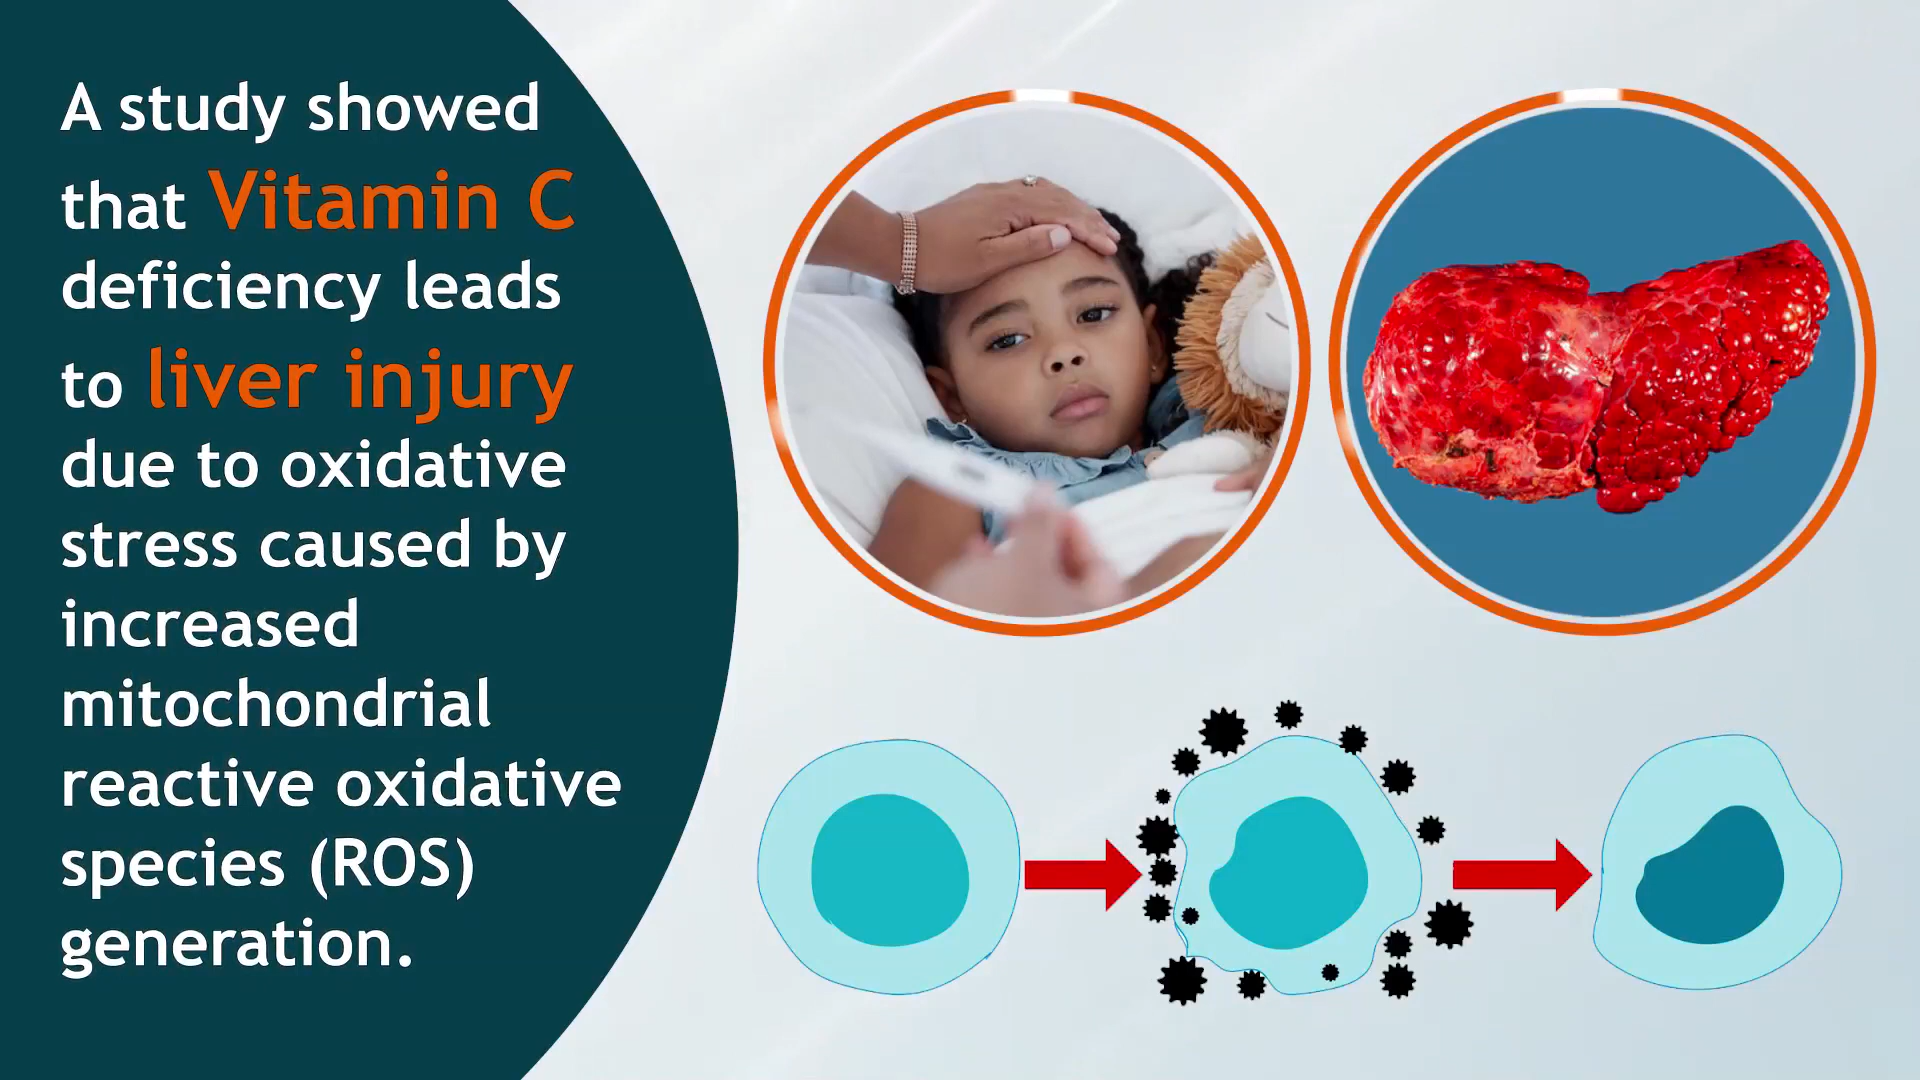 A study showed
that Vitamin C
deficiency leads
to liver injury
due to oxidative
stress caused by
increased
mitochondrial
reactive oxidative
species (ROS)
generation.